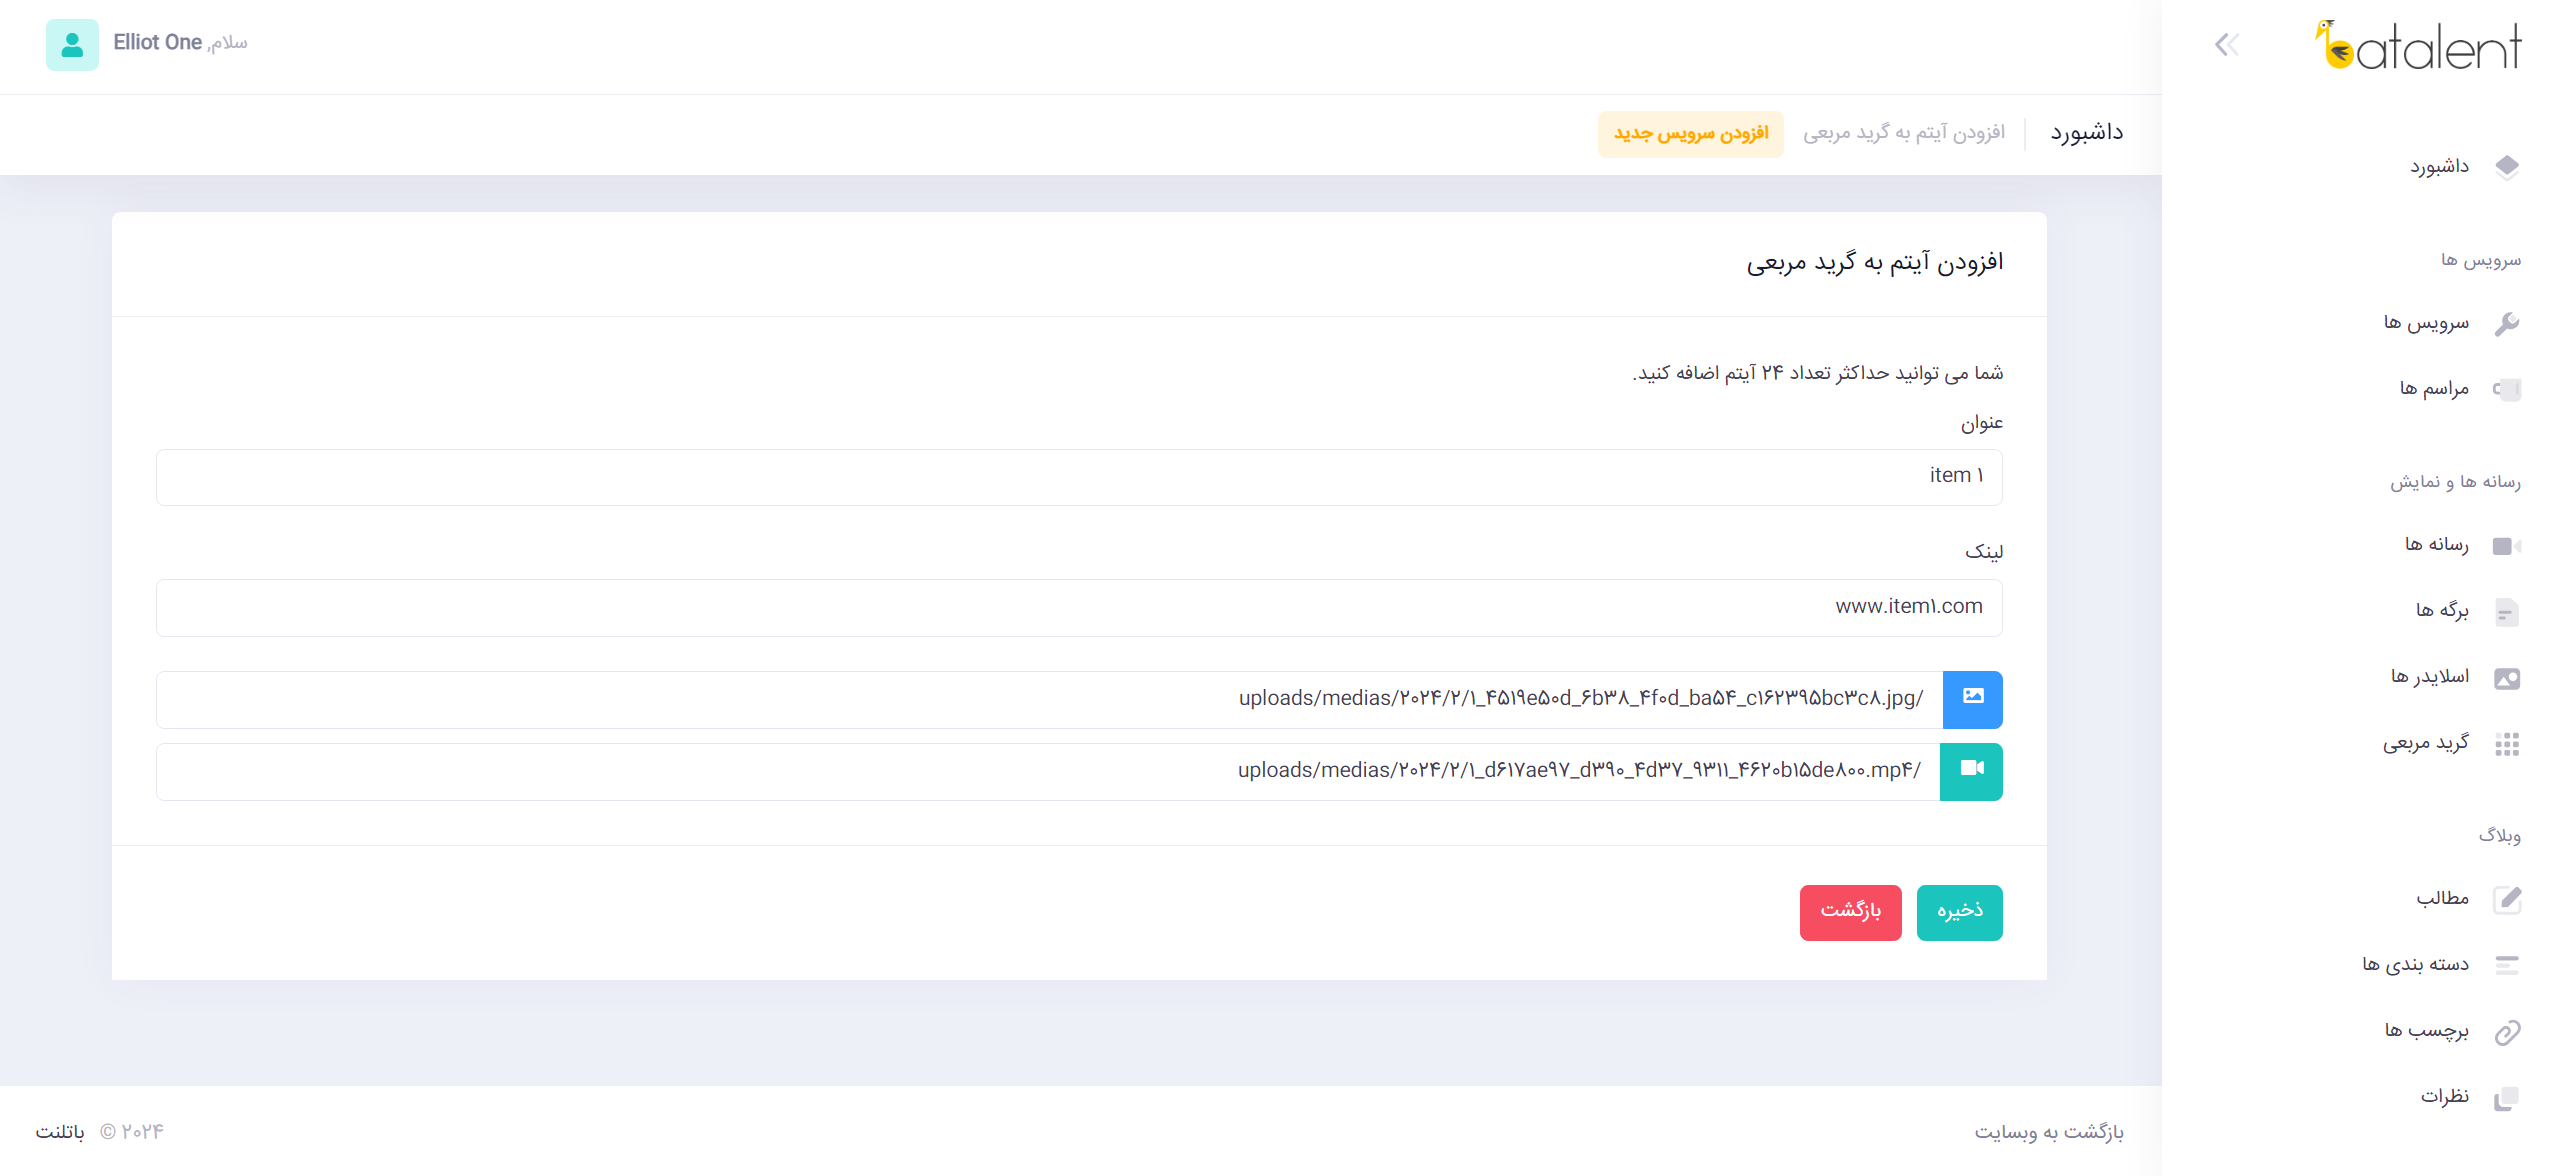 batalent
سلام, Elliot One
داشبورد
افزودن آیتم به گرید مربعی
افزودن سرویس جدید
داشبورد
سرویس ها
سرویس ها
مراسم ها
رسانه ها و نمایش
رسانه ها
برگه ها
اسلایدر ها
گرید مربعی
وبلاگ
مطالب
دسته بندی ها
برچسب ها
نظرات
افزودن آیتم به گرید مربعی
شما می توانید حداکثر تعداد ۲۴ آیتم اضافه کنید.
عنوان
item ۱
لینک
www.item۱.com
uploads/medias/۲۰۲۴/۲/۱_۴۵۱۹e۵۰d_۶b۳۸_۴f۰d_ba۵۴_c۱۶۲۳۹۵bc۳c۸.jpg/
uploads/medias/۲۰۲۴/۲/۱_d۶۱۷ae۹۷_d۳۹۰_۴d۳۷_۹۳۱۱_۴۶۲۰b۱۵de۸۰۰.mp۴/
ذخیره
بازگشت
بازگشت به وبسایت
۲۰۲۴ © باتلنت